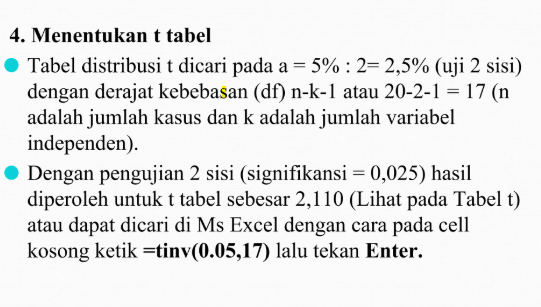 4. Menentukan t tabel
Tabel distribusi t dicari pada a = 5% : 2= 2,5% (uji 2 sisi)
dengan derajat kebebasan (df) n-k-1 atau 20-2-1 = 17 (n
adalah jumlah kasus dan k adalah jumlah variabel
independen).
Dengan pengujian 2 sisi (signifikansi = 0,025) hasil
diperoleh untuk t tabel sebesar 2,110 (Lihat pada Tabel t)
atau dapat dicari di Ms Excel dengan cara pada cell
kosong ketik =tinv(0.05,17) lalu tekan Enter.